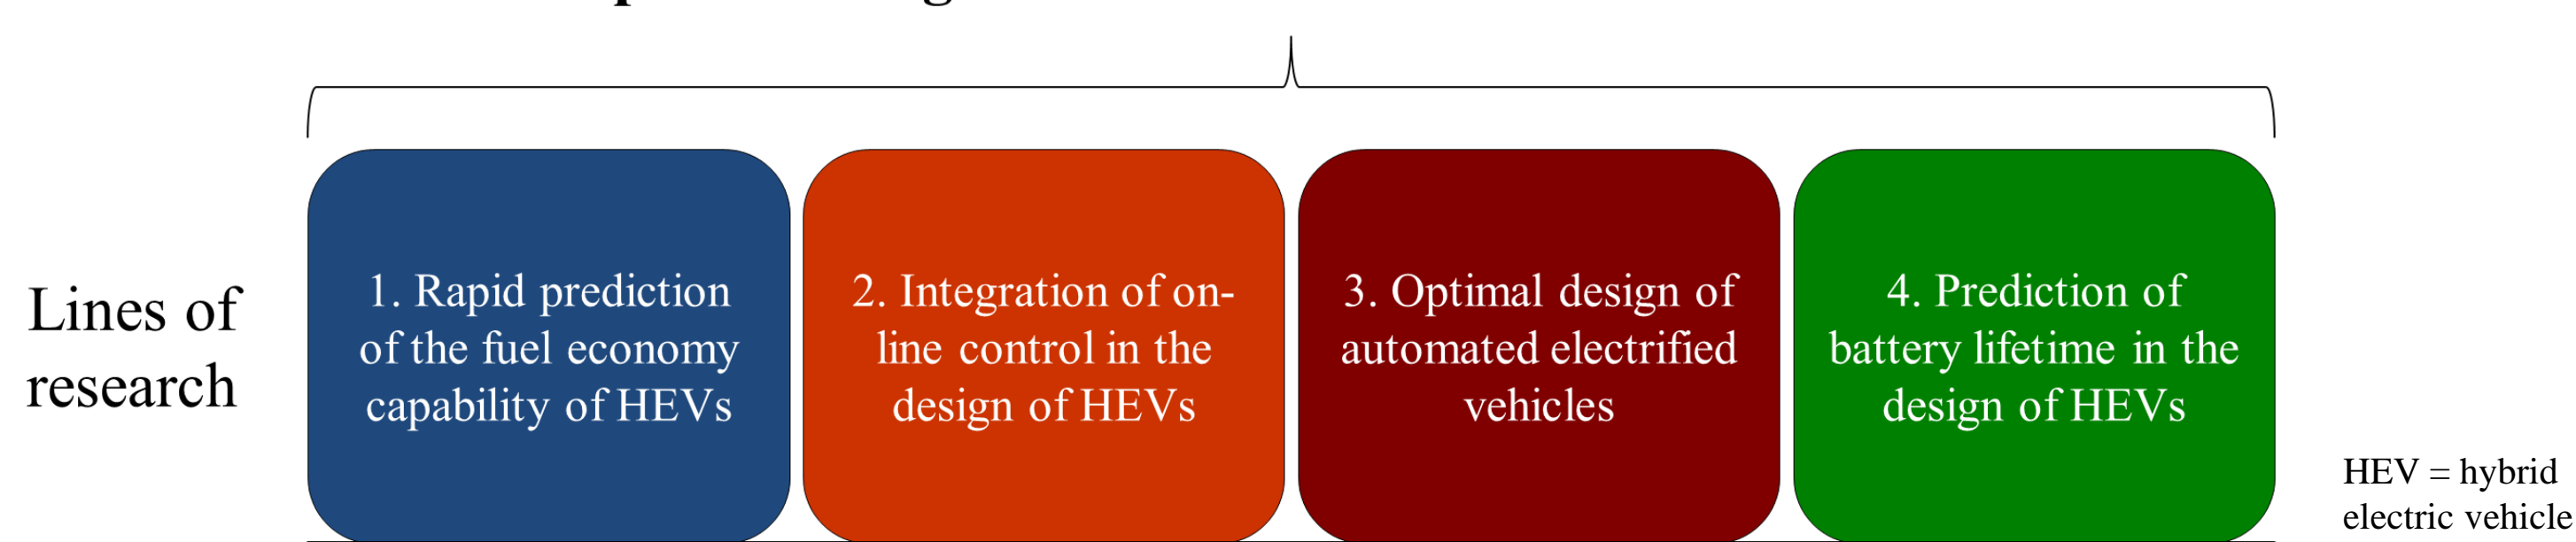 Lines of
research
1. Rapid prediction
of the fuel economy
capability of HEVs
2. Integration of on-
line control in the
design of HEVs
3. Optimal design of
automated electrified
vehicles
4. Prediction of
battery lifetime in the
design of HEVs
HEV = hybrid
electric vehicle